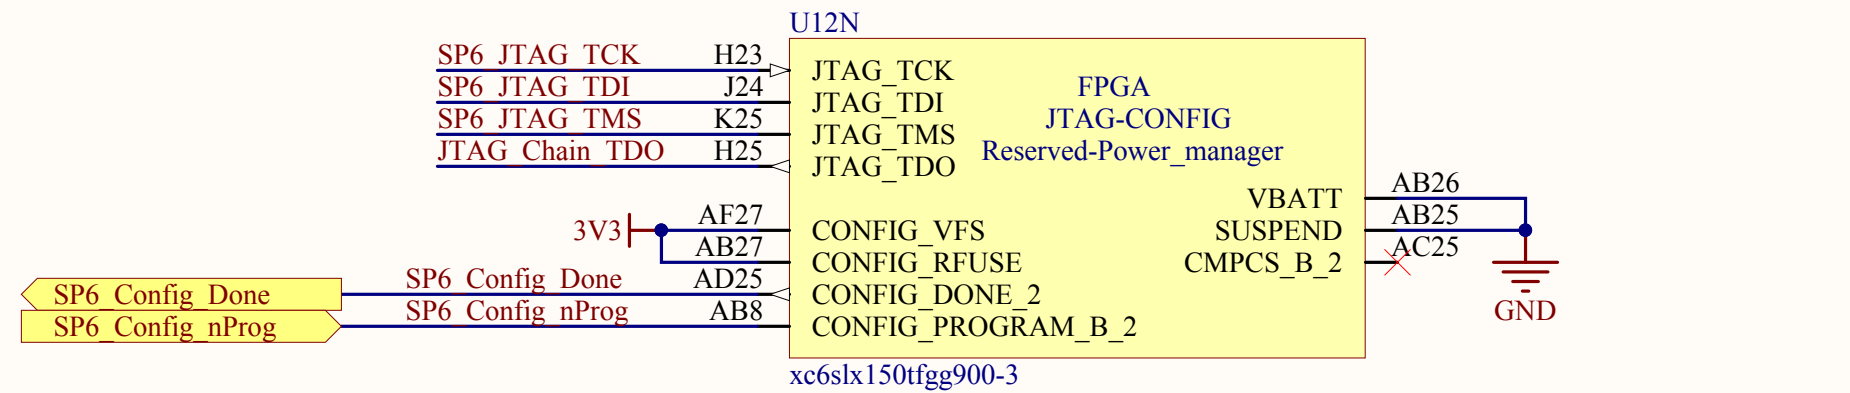 U12N
SP6_JTAG_TCK H23 JTAG_TCK
SP6_JTAG_TDI J24 JTAG_TDI
SP6_JTAG_TMS K25 JTAG_TMS
JTAG_Chain_TDO H25 JTAG_TDO
FPGA
JTAG-CONFIG
Reserved-Power_manager
VBATT AB26
3V3 AF27 CONFIG_VFS
SUSPEND AB25
AB27 CONFIG_RFUSE
CMPCS_B_2 AC25
SP6_Config_Done SP6_Config_Done AD25 CONFIG_DONE_2
SP6_Config_nProg SP6_Config_nProg AB8 CONFIG_PROGRAM_B_2
GND
xc6slx150tfgg900-3